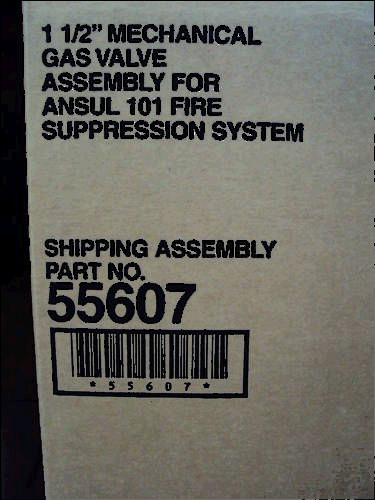 1 1/2" MECHANICAL
GAS VALVE
ASSEMBLY FOR
ANSUL 101 FIRE
SUPPRESSION SYSTEM
SHIPPING ASSEMBLY
PART NO.
55607
*55607*